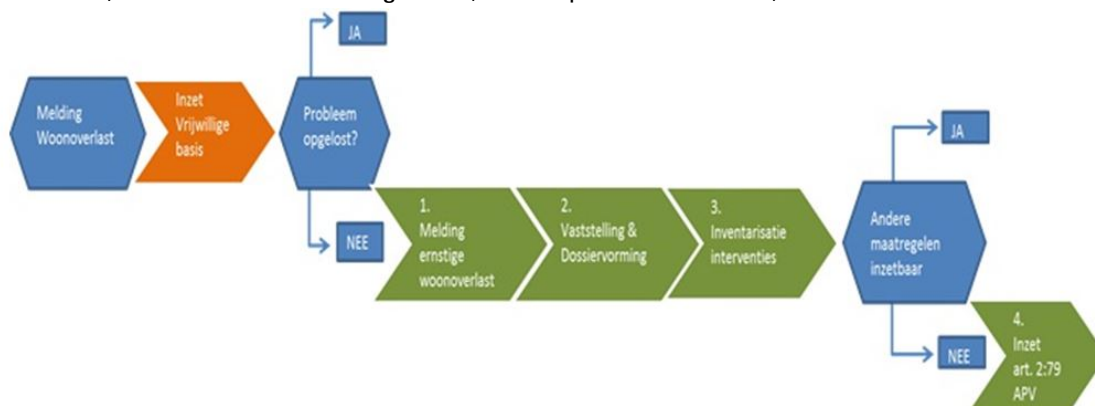 JA
Melding
Woonoverlast
Inzet
Vrijwillige
basis
Probleem
opgelost?
NEE
1.
Melding
ernstige
woonoverlast
2.
Vaststelling &
Dossiervorming
3.
Inventarisatie
interventies
JA
Andere
maatregelen
inzetbaar
NEE
4.
Inzet
art. 2:79
APV